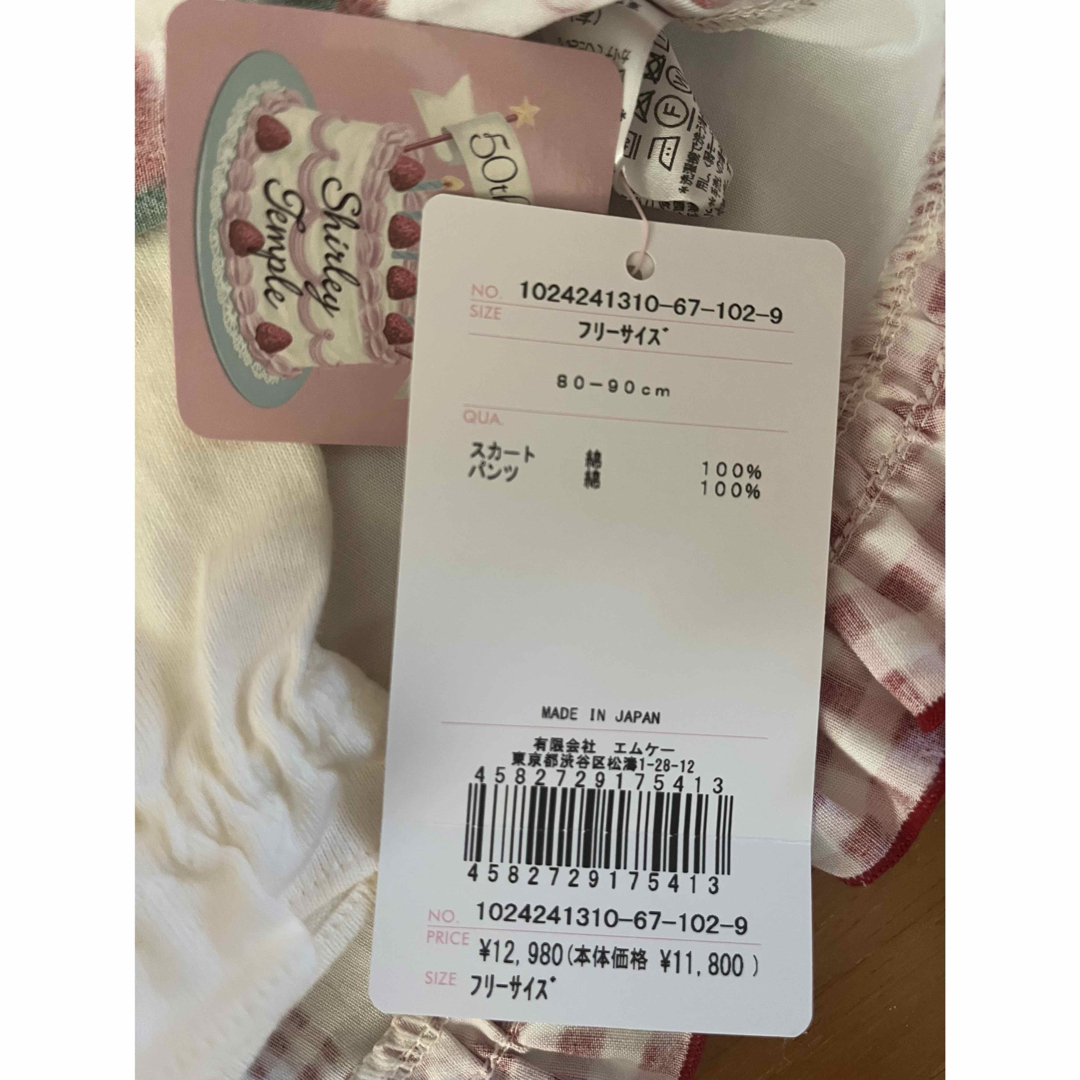 50th
Shirley
Temple
F
NO. 1024241310-67-102-9
SIZE
フリーサイズ
80-90cm
QUA.
スカート 綿 100%
パンツ 綿 100%
MADE IN JAPAN
有限会社 エムケー
東京都渋谷区松濤1-28-12
4582729175413
4582729175413
NO. 1024241310-67-102-9
PRICE ¥12,980(本体価格 ¥11,800 )
SIZE フリーサイズ